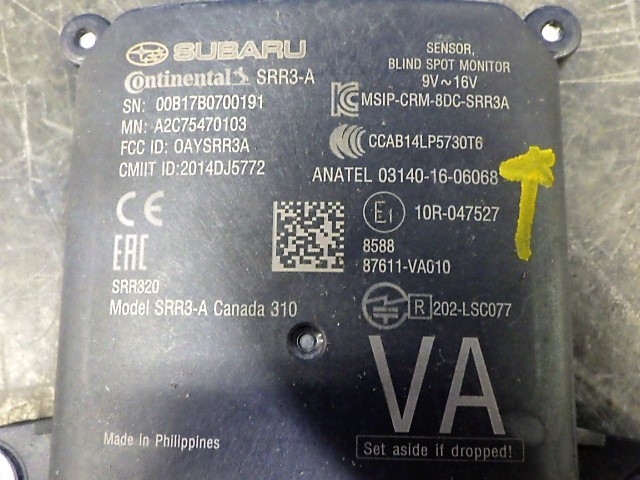 SUBARU
Continental SRR3-A
SN: 00B17B0700191
MN: A2C75470103
FCC ID: OAYSRR3A
CMIIT ID:2014DJ5772
CE
EAC
SRR320
Model SRR3-A Canada 310
Made in Philippines
SENSOR,
BLIND SPOT MONITOR
9V~16V
MSIP-CRM-8DC-SRR3A
CCAB14LP5730T6
ANATEL 03140-16-06068
E1 10R-047527
8588
87611-VA010
R 202-LSC077
VA
Set aside if dropped!